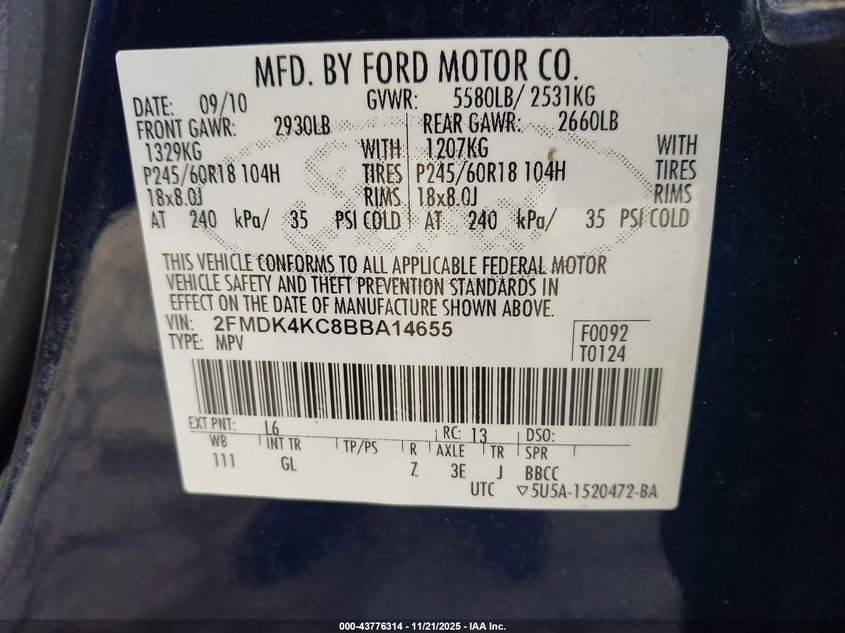 MFD. BY FORD MOTOR CO.
DATE: 09/10 GVWR: 5580LB/ 2531KG
FRONT GAWR: 2930LB REAR GAWR: 2660LB
1329KG WITH 1207KG WITH
P245/60R18 104H TIRES P245/60R18 104H TIRES
18x8.0J RIMS 18x8.0J RIMS
AT 240 kPa/ 35 PSI COLD AT 240 kPa/ 35 PSI COLD
THIS VEHICLE CONFORMS TO ALL APPLICABLE FEDERAL MOTOR
VEHICLE SAFETY AND THEFT PREVENTION STANDARDS IN
EFFECT ON THE DATE OF MANUFACTURE SHOWN ABOVE.
VIN: 2FMDK4KC8BBA14655
TYPE: MPV
F0092
T0124
EXT PNT: L6 RC: 13 DSO:
WB INT TR TP/PS R AXLE TR SPR
111 GL Z 3E J BBCC
UTC ▽5U5A-1520472-BA
000-43776314 - 11/21/2025 - IAA Inc.